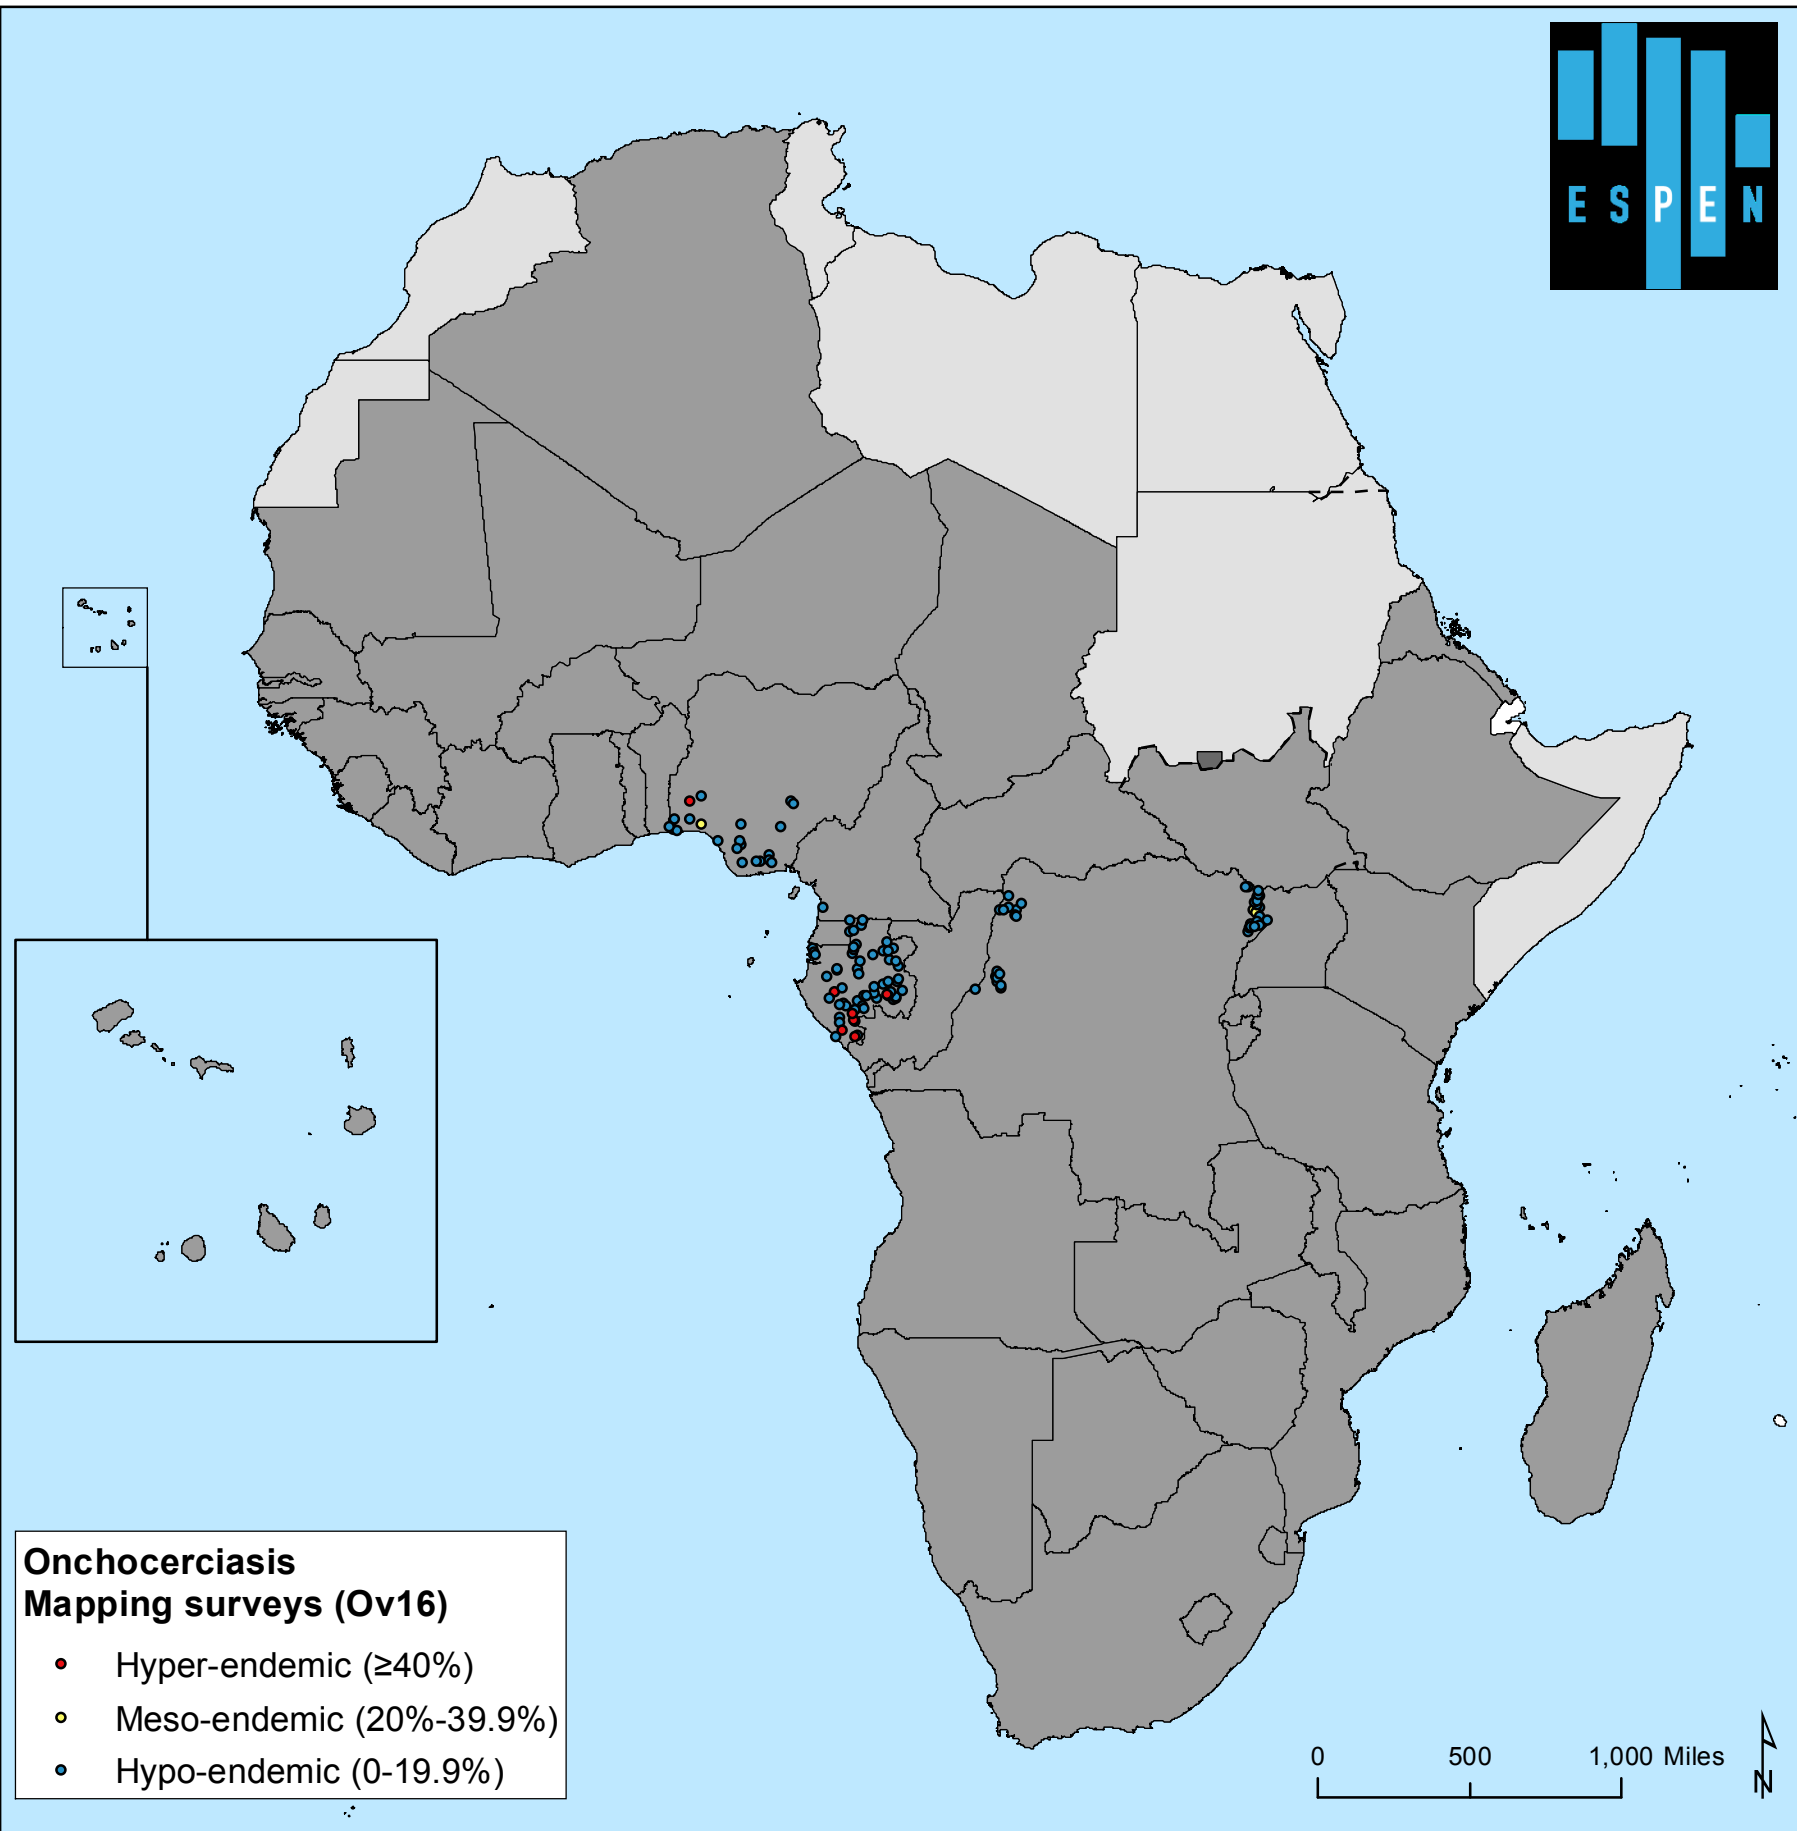 ESPEN
Onchocerciasis
Mapping surveys (Ov16)
Hyper-endemic (≥40%)
Meso-endemic (20%-39.9%)
Hypo-endemic (0-19.9%)
0 500 1,000 Miles
N